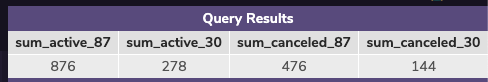 Query Results
sum_active_87 sum_active_30 sum_canceled_87 sum_canceled_30
876 278 476 144